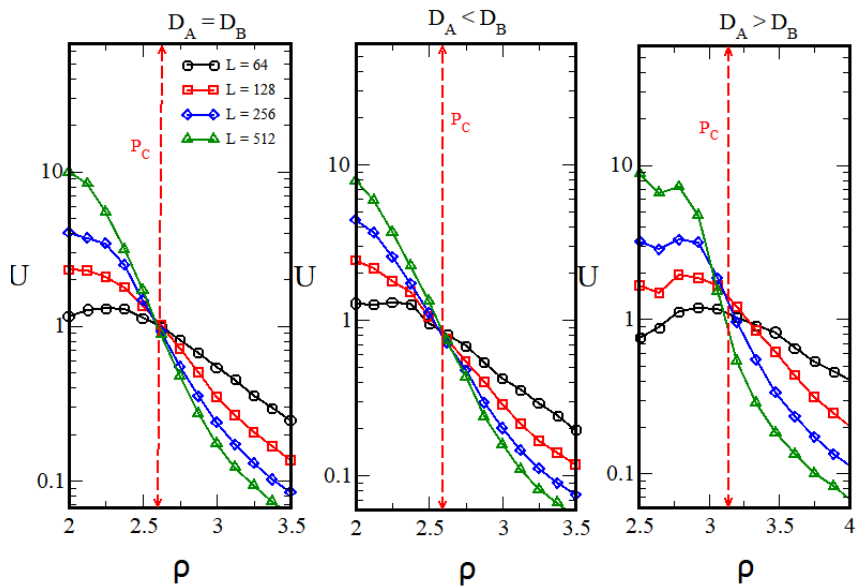 D_A = D_B
D_A < D_B
D_A > D_B
L = 64
L = 128
L = 256
L = 512
P_C
P_C
P_C
10
1
0.1
U
10
1
0.1
U
10
1
0.1
U
2 2.5 3 3.5
2 2.5 3 3.5
2.5 3 3.5 4
ρ
ρ
ρ